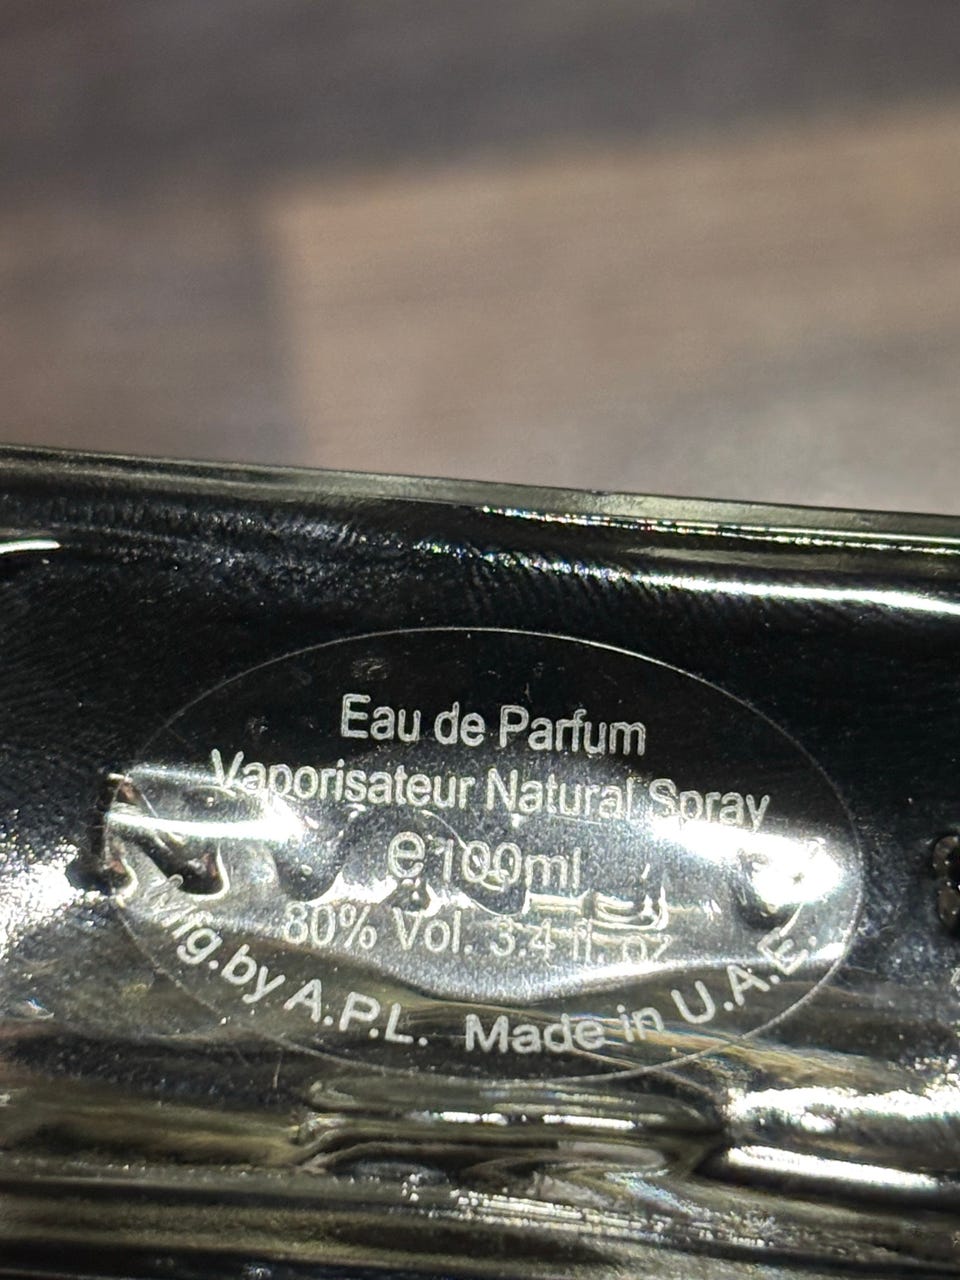 Eau de Parfum
Vaporisateur Natural Spray
℮ 100ml
80% Vol. 3.4 fl. oz
Mfg.by A.P.L. Made in U.A.E.